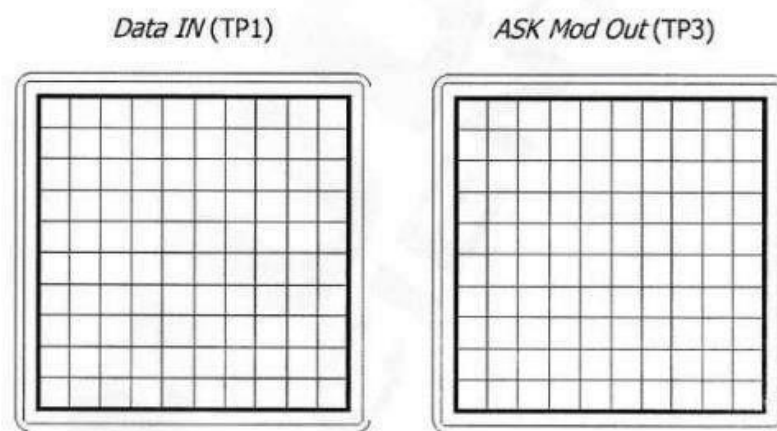 Data IN (TP1)
ASK Mod Out (TP3)